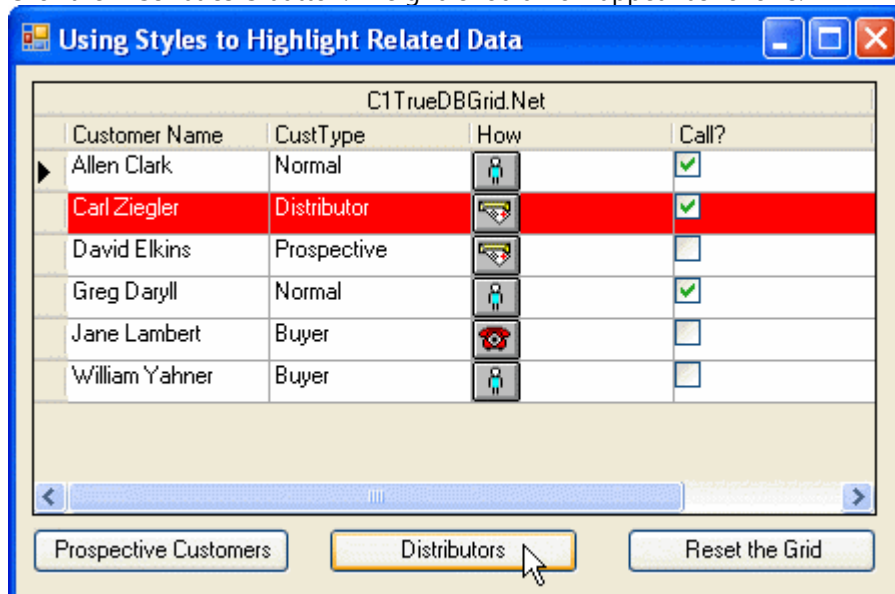 Using Styles to Highlight Related Data
C1TrueDBGrid.Net
Customer Name CustType How Call?
Allen Clark Normal
Carl Ziegler Distributor
David Elkins Prospective
Greg Daryll Normal
Jane Lambert Buyer
William Yahner Buyer
Prospective Customers Distributors Reset the Grid